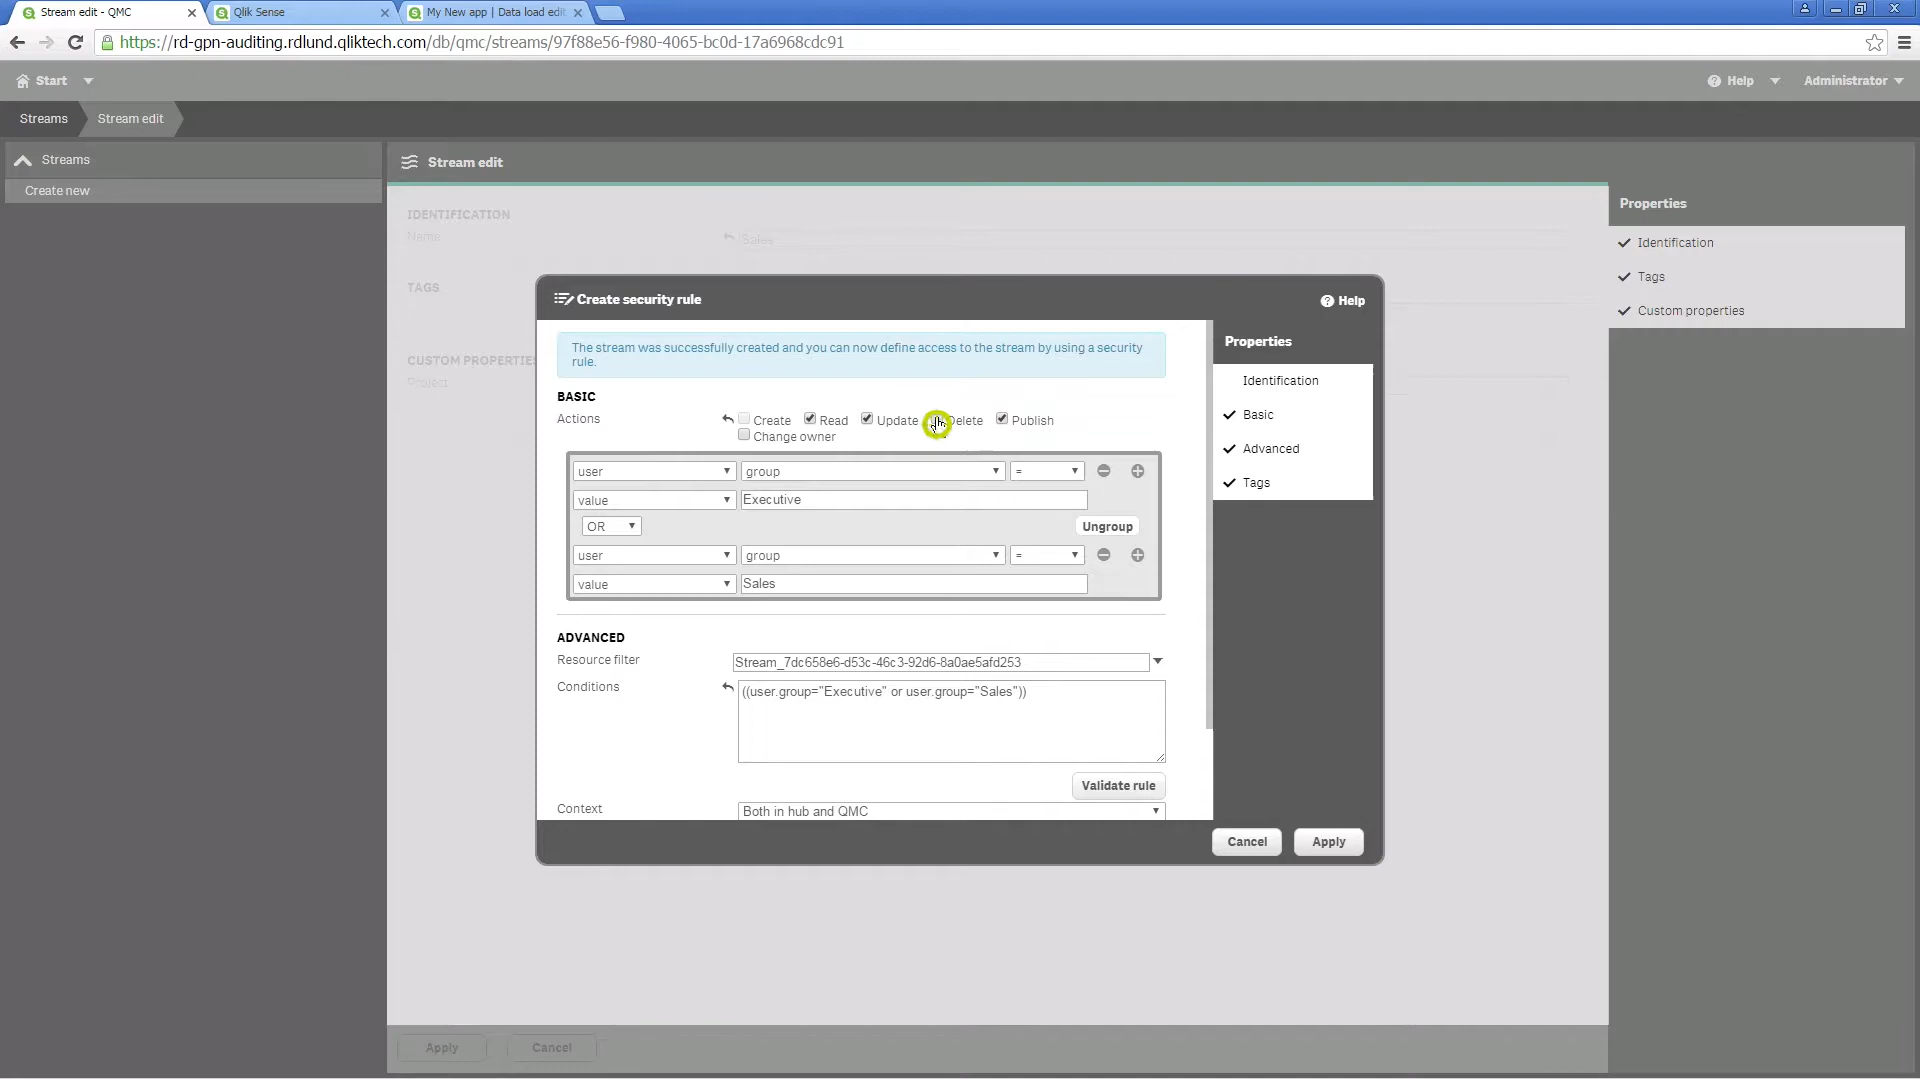 Stream edit - QMC
Qlik Sense
My New app | Data load edit
https://rd-gpn-auditing.rdlund.qliktech.com/db/qmc/streams/97f88e56-f980-4065-bc0d-17a6968cdc91
Start
Help
Administrator
Streams
Stream edit
Streams
Create new
Stream edit
IDENTIFICATION
Name
Sales
TAGS
CUSTOM PROPERTIES
Project
Properties
Identification
Tags
Custom properties
Create security rule
Help
The stream was successfully created and you can now define access to the stream by using a security
rule.
BASIC
Actions
Create Read Update Delete Publish
Change owner
user group =
value Executive
OR Ungroup
user group =
value Sales
ADVANCED
Resource filter Stream_7dc658e6-d53c-46c3-92d6-8a0ae5afd253
Conditions ((user.group="Executive" or user.group="Sales"))
Validate rule
Context Both in hub and QMC
Properties
Identification
Basic
Advanced
Tags
Cancel Apply
Apply Cancel